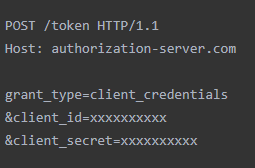 POST /token HTTP/1.1
Host: authorization-server.com
grant_type=client_credentials
&client_id=xxxxxxxxxx
&client_secret=xxxxxxxxxx